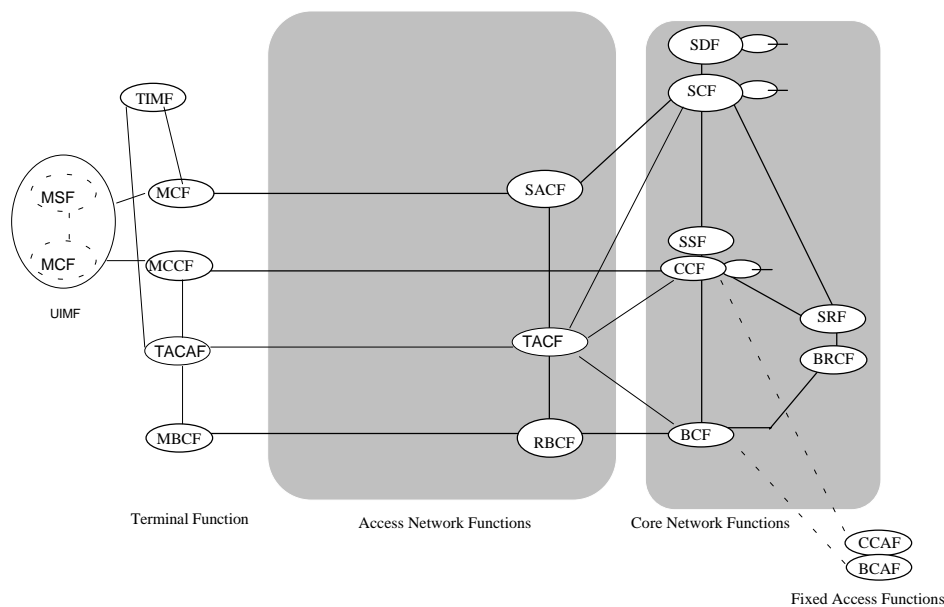 SDF
SCF
TIMF
MSF
MCF
SACF
SSF
MCF
MCCF
CCF
UIMF
SRF
TACAF
TACF
BRCF
MBCF
RBCF
BCF
Terminal Function
Access Network Functions
Core Network Functions
CCAF
BCAF
Fixed Access Functions